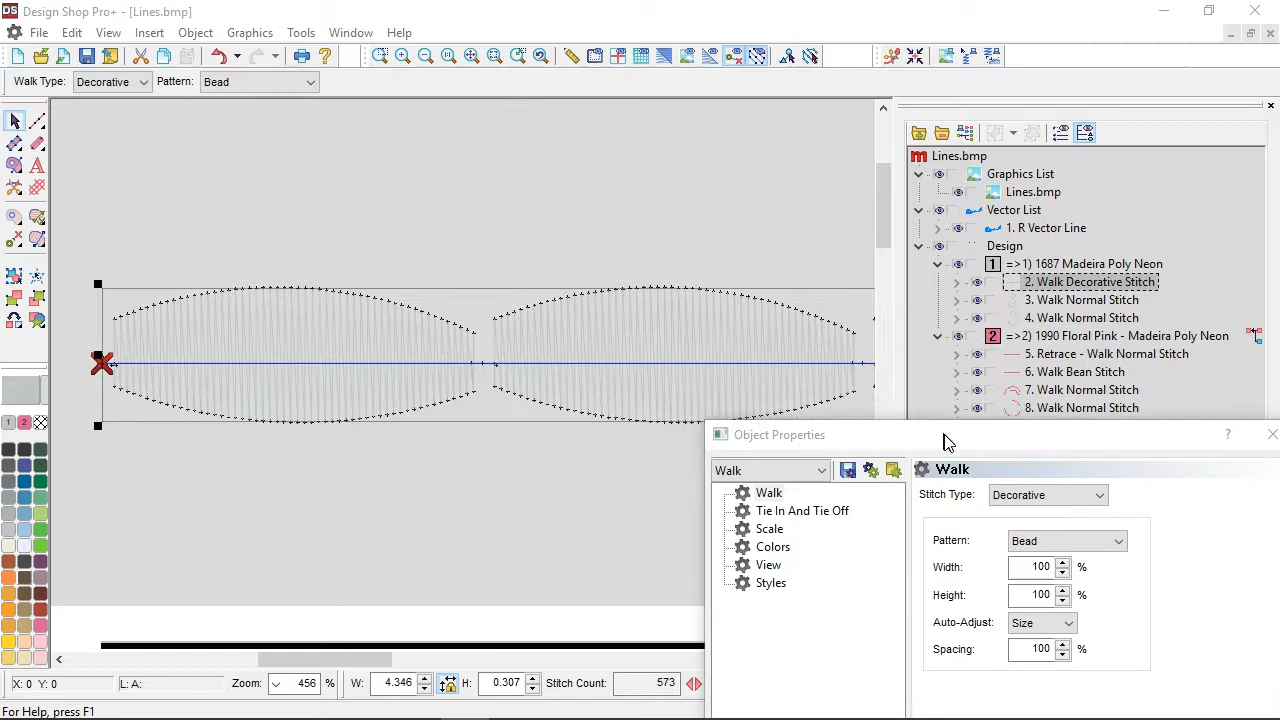 DS Design Shop Pro+ - [Lines.bmp]
File Edit View Insert Object Graphics Tools Window Help
Walk Type: Decorative Pattern: Bead
Lines.bmp
Graphics List
Lines.bmp
Vector List
1. R Vector Line
Design
1 =>1) 1687 Madeira Poly Neon
2. Walk Decorative Stitch
3. Walk Normal Stitch
4. Walk Normal Stitch
2 =>2) 1990 Floral Pink - Madeira Poly Neon
5. Retrace - Walk Normal Stitch
6. Walk Bean Stitch
7. Walk Normal Stitch
8. Walk Normal Stitch
1 2
Object Properties
Walk
Walk
Tie In And Tie Off
Scale
Colors
View
Styles
Walk
Stitch Type: Decorative
Pattern: Bead
Width: 100 %
Height: 100 %
Auto-Adjust: Size
Spacing: 100 %
X: 0 Y: 0 L: A: Zoom: 456 % W: 4.346 H: 0.307 Stitch Count: 573
For Help, press F1